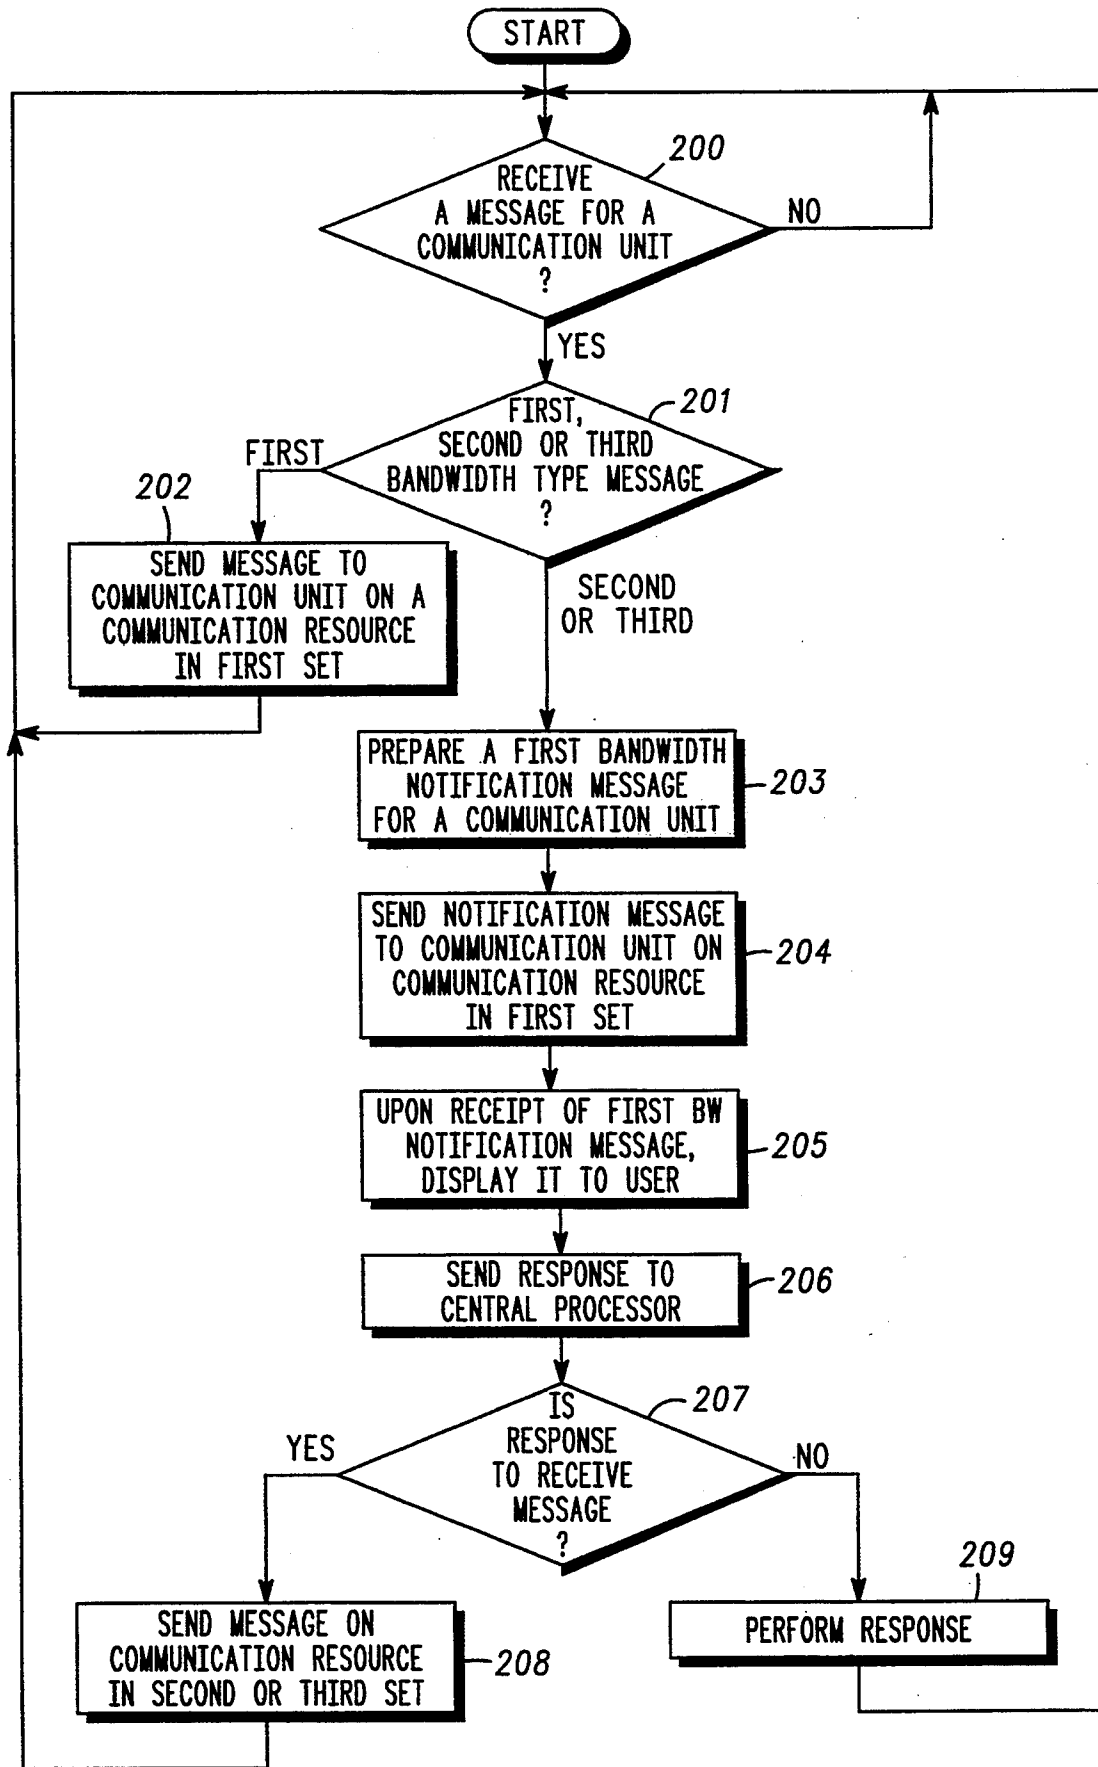 START
200
RECEIVE
A MESSAGE FOR A
COMMUNICATION UNIT
?
NO
YES
201
FIRST,
SECOND OR THIRD
BANDWIDTH TYPE MESSAGE
?
FIRST
202
SEND MESSAGE TO
COMMUNICATION UNIT ON A
COMMUNICATION RESOURCE
IN FIRST SET
SECOND
OR THIRD
PREPARE A FIRST BANDWIDTH
NOTIFICATION MESSAGE
FOR A COMMUNICATION UNIT
203
SEND NOTIFICATION MESSAGE
TO COMMUNICATION UNIT ON
COMMUNICATION RESOURCE
IN FIRST SET
204
UPON RECEIPT OF FIRST BW
NOTIFICATION MESSAGE,
DISPLAY IT TO USER
205
SEND RESPONSE TO
CENTRAL PROCESSOR
206
IS
RESPONSE
TO RECEIVE
MESSAGE
?
207
YES
NO
SEND MESSAGE ON
COMMUNICATION RESOURCE
IN SECOND OR THIRD SET
208
209
PERFORM RESPONSE